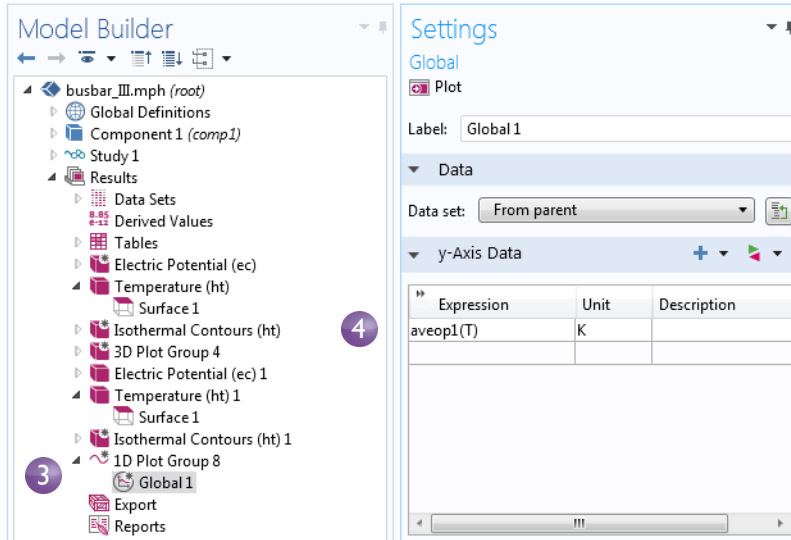 Model Builder
busbar_III.mph (root)
Global Definitions
Component 1 (comp1)
Study 1
Results
Data Sets
8.85
e-12
Derived Values
Tables
Electric Potential (ec)
Temperature (ht)
Surface 1
Isothermal Contours (ht)
3D Plot Group 4
Electric Potential (ec) 1
Temperature (ht) 1
Surface 1
Isothermal Contours (ht) 1
3
1D Plot Group 8
Global 1
Export
Reports
Settings
Global
Plot
Label: Global 1
Data
Data set: From parent
y-Axis Data
4
Expression Unit Description
aveop1(T) K